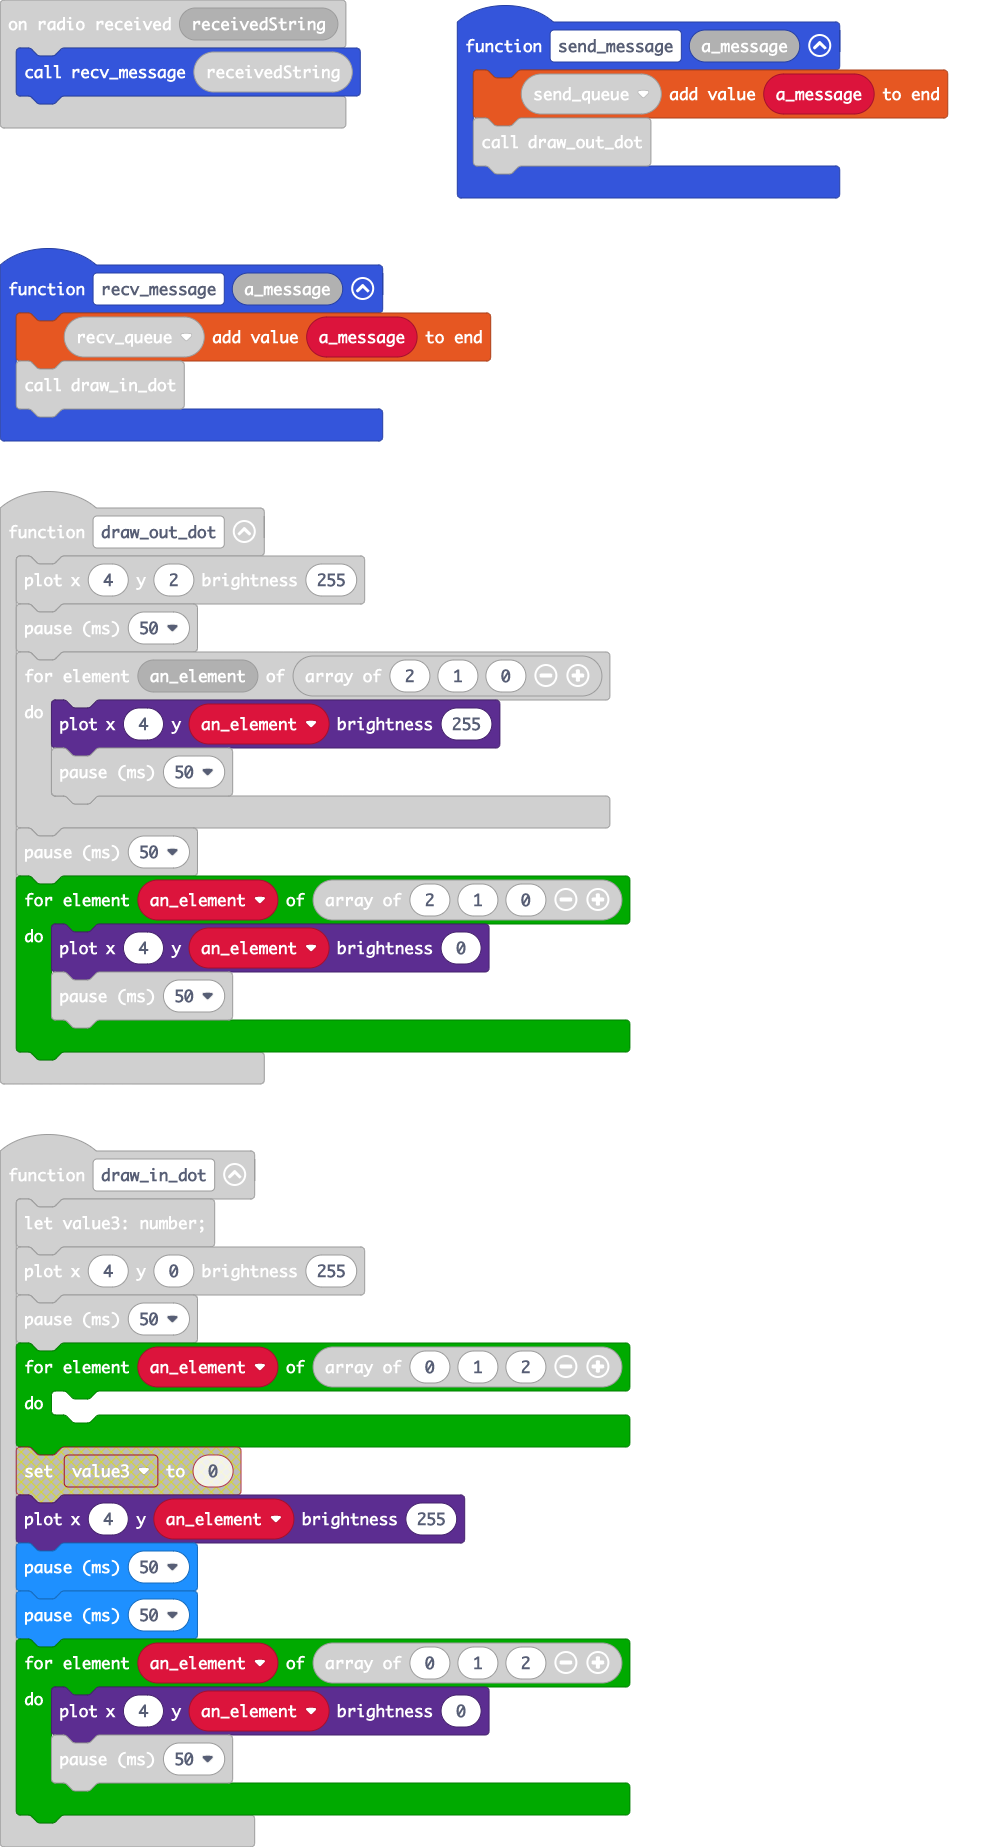 on radio received receivedString
call recv_message receivedString
function send_message a_message
send_queue add value a_message to end
call draw_out_dot
function recv_message a_message
recv_queue add value a_message to end
call draw_in_dot
function draw_out_dot
plot x 4 y 2 brightness 255
pause (ms) 50
for element an_element of array of 2 1 0
do
plot x 4 y an_element brightness 255
pause (ms) 50
pause (ms) 50
for element an_element of array of 2 1 0
do
plot x 4 y an_element brightness 0
pause (ms) 50
function draw_in_dot
let value3: number;
plot x 4 y 0 brightness 255
pause (ms) 50
for element an_element of array of 0 1 2
do
set value3 to 0
plot x 4 y an_element brightness 255
pause (ms) 50
pause (ms) 50
for element an_element of array of 0 1 2
do
plot x 4 y an_element brightness 0
pause (ms) 50